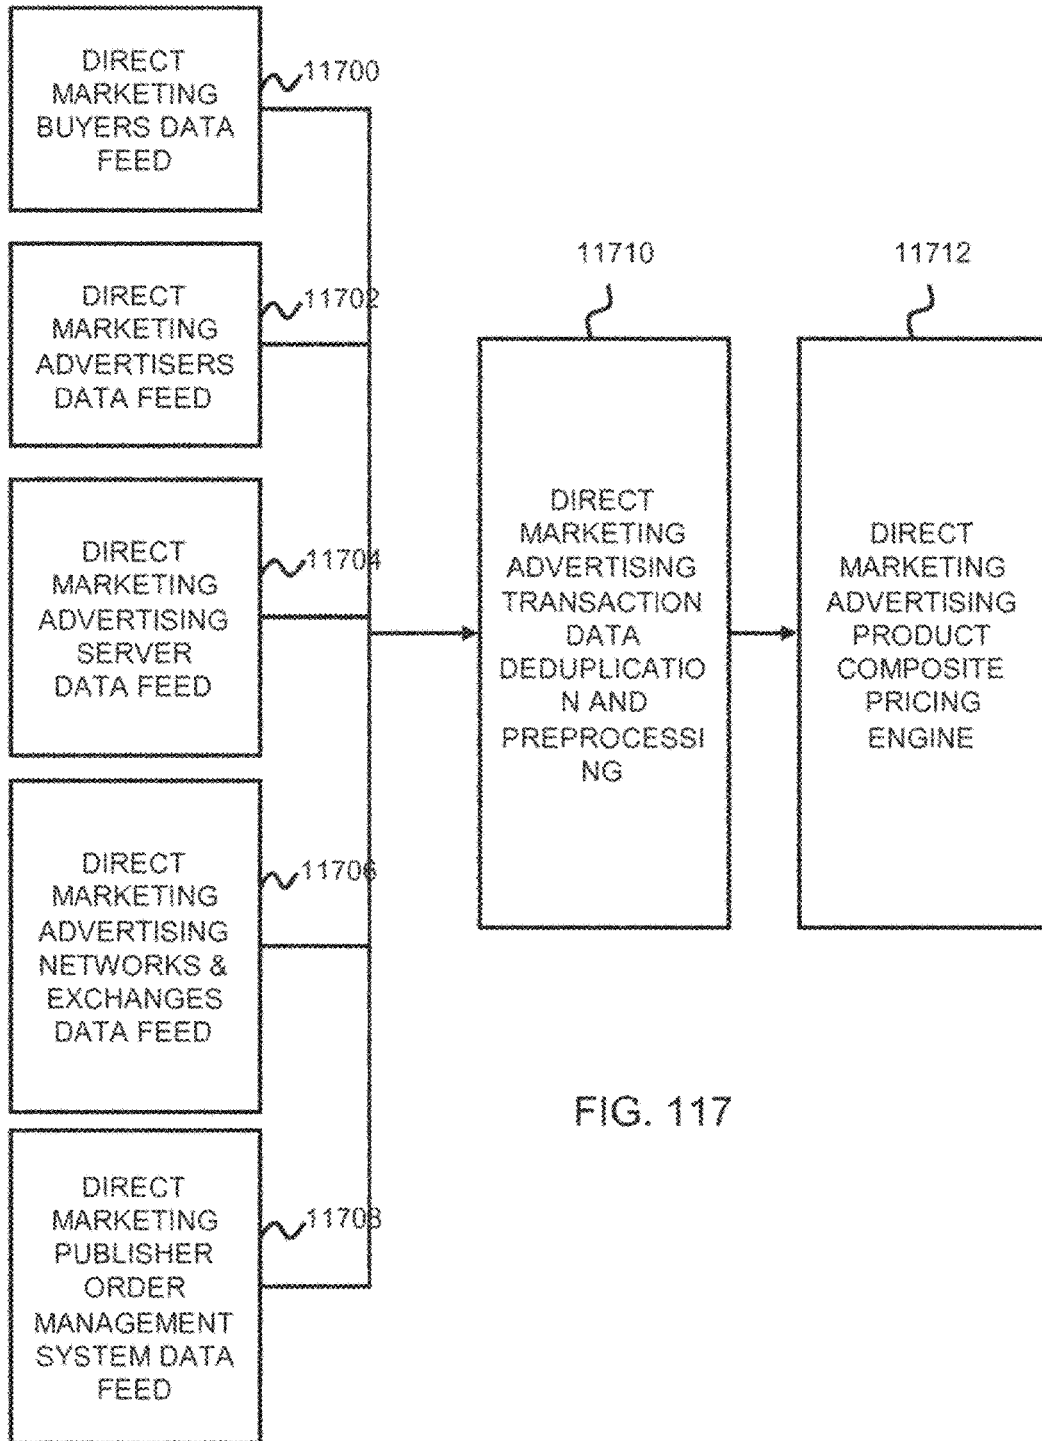 DIRECT
MARKETING
BUYERS DATA
FEED
11700
DIRECT
MARKETING
ADVERTISERS
DATA FEED
11702
DIRECT
MARKETING
ADVERTISING
SERVER
DATA FEED
11704
DIRECT
MARKETING
ADVERTISING
NETWORKS &
EXCHANGES
DATA FEED
11706
DIRECT
MARKETING
PUBLISHER
ORDER
MANAGEMENT
SYSTEM DATA
FEED
11708
11710
DIRECT
MARKETING
ADVERTISING
TRANSACTION
DATA
DEDUPLICATIO
N AND
PREPROCESSI
NG
11712
DIRECT
MARKETING
ADVERTISING
PRODUCT
COMPOSITE
PRICING
ENGINE
FIG. 117